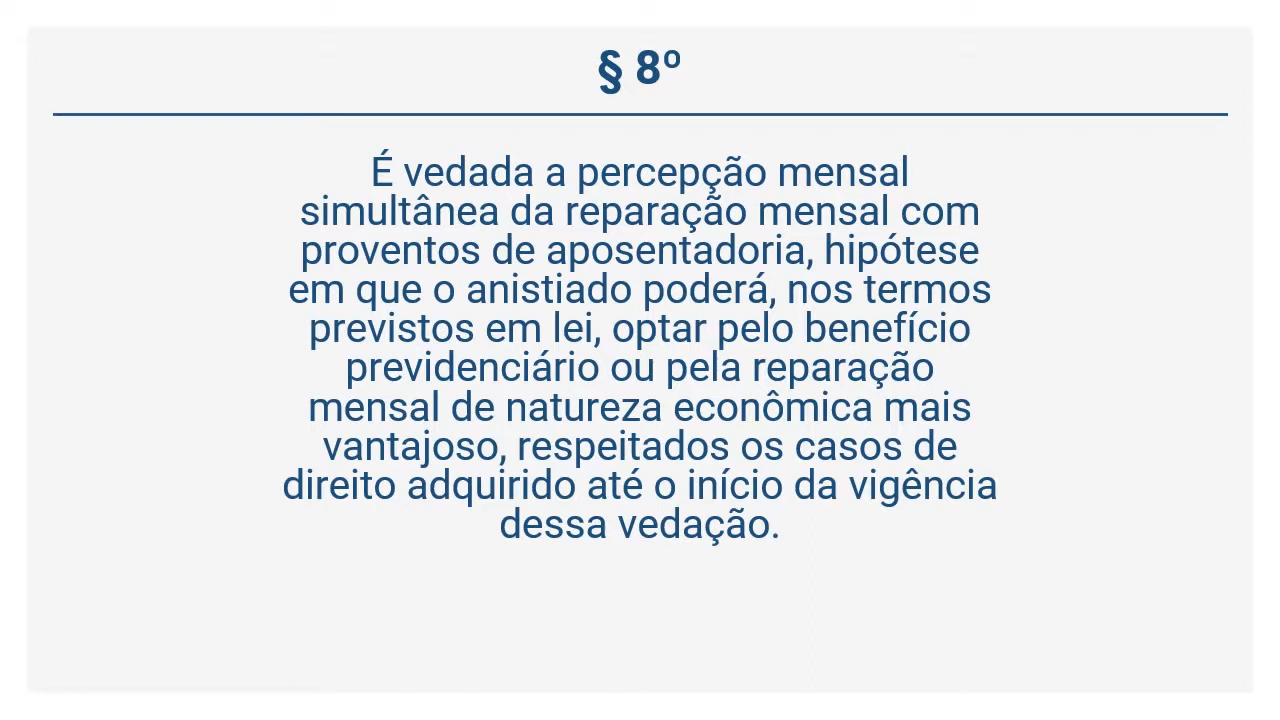 § 8º
É vedada a percepção mensal
simultânea da reparação mensal com
proventos de aposentadoria, hipótese
em que o anistiado poderá, nos termos
previstos em lei, optar pelo benefício
previdenciário ou pela reparação
mensal de natureza econômica mais
vantajoso, respeitados os casos de
direito adquirido até o início da vigência
dessa vedação.